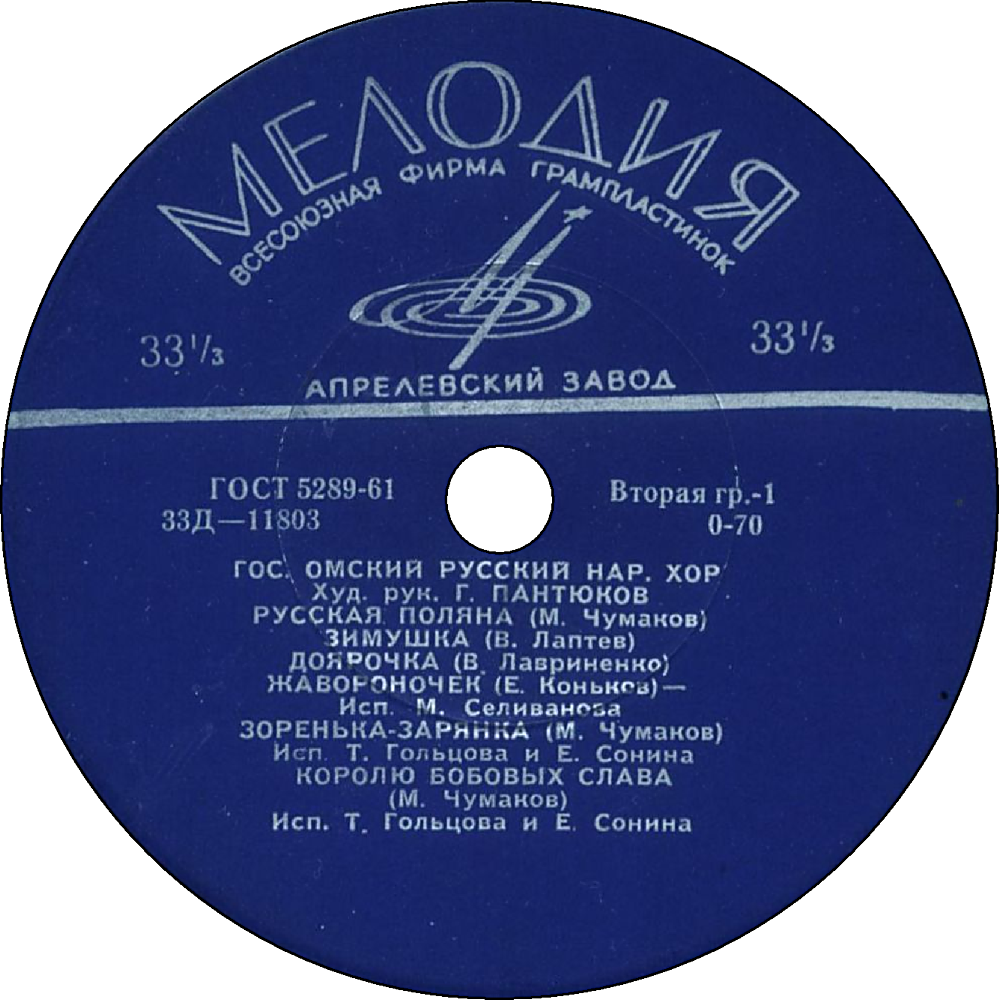 МЕЛОДИЯ
ВСЕСОЮЗНАЯ ФИРМА ГРАМПЛАСТИНОК
33⅓ 33⅓
АПРЕЛЕВСКИЙ ЗАВОД
ГОСТ 5289-61 Вторая гр.-1
33Д—11803 0-70
ГОС. ОМСКИЙ РУССКИЙ НАР. ХОР
Худ. рук. Г. ПАНТЮКОВ
РУССКАЯ ПОЛЯНА (М. Чумаков)
ЗИМУШКА (В. Лаптев)
ДОЯРОЧКА (В. Лавриненко)
ЖАВОРОНОЧЕК (Е. Коньков)—
Исп. М. Селиванова
ЗОРЕНЬКА-ЗАРЯНКА (М. Чумаков)
Исп. Т. Гольцова и Е. Сонина
КОРОЛЮ БОБОВЫХ СЛАВА
(М. Чумаков)
Исп. Т. Гольцова и Е. Сонина